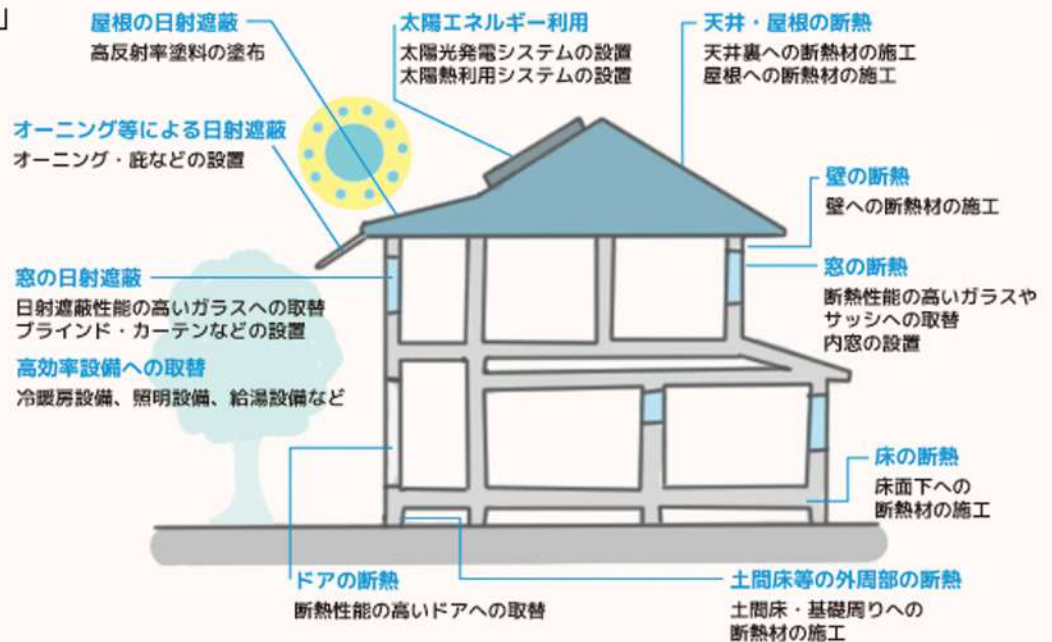 」
屋根の日射遮蔽
高反射率塗料の塗布
太陽エネルギー利用
太陽光発電システムの設置
太陽熱利用システムの設置
天井・屋根の断熱
天井裏への断熱材の施工
屋根への断熱材の施工
オーニング等による日射遮蔽
オーニング・庇などの設置
壁の断熱
壁への断熱材の施工
窓の日射遮蔽
日射遮蔽性能の高いガラスへの取替
ブラインド・カーテンなどの設置
窓の断熱
断熱性能の高いガラスや
サッシへの取替
内窓の設置
高効率設備への取替
冷暖房設備、照明設備、給湯設備など
床の断熱
床面下への
断熱材の施工
ドアの断熱
断熱性能の高いドアへの取替
土間床等の外周部の断熱
土間床・基礎周りへの
断熱材の施工